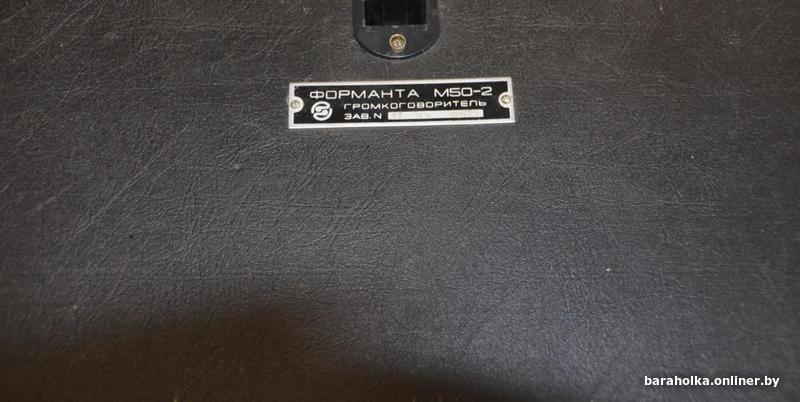 ФОРМАНТА М50-2
ГРОМКОГОВОРИТЕЛЬ
ЗАВ. N
baraholka.onliner.by